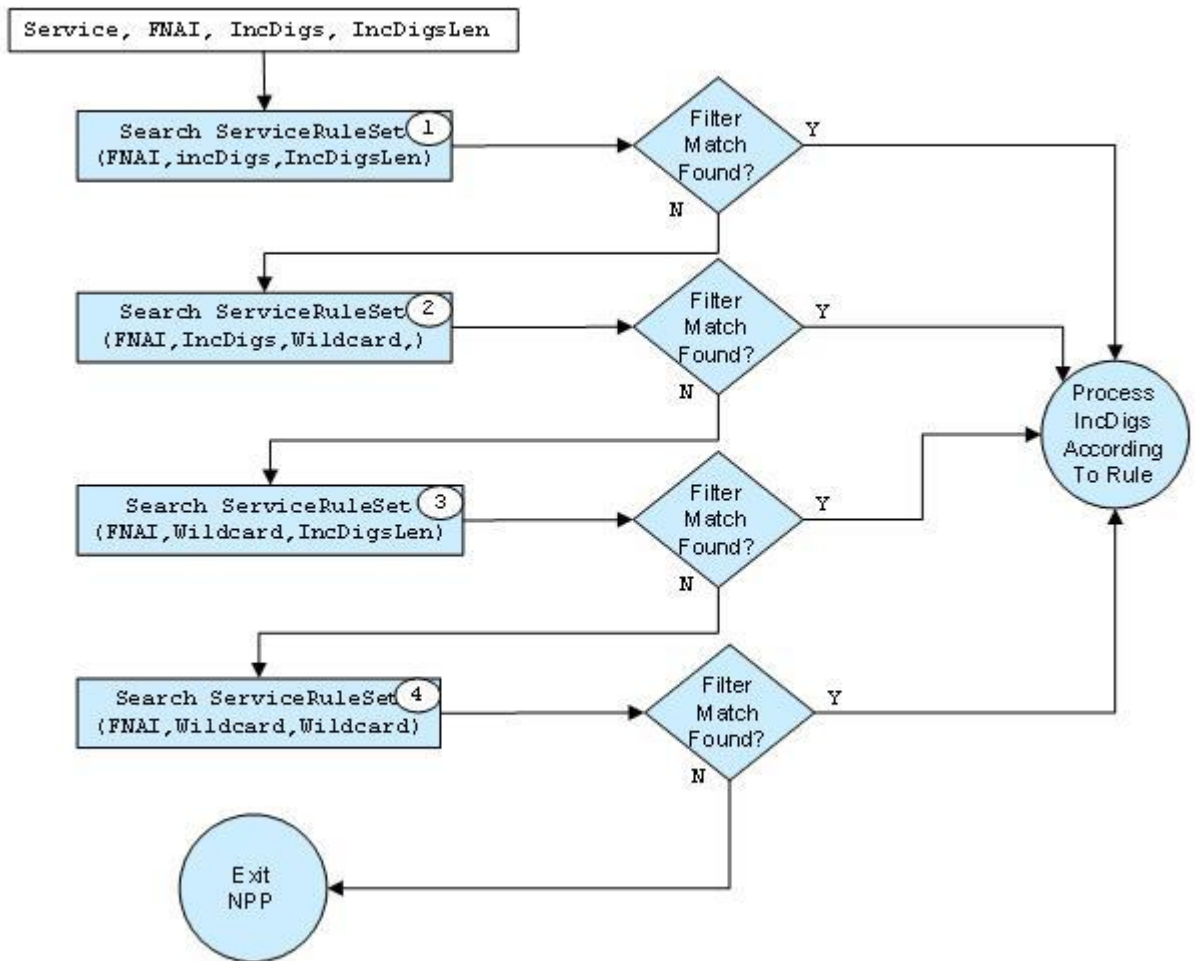 Service, FNAI, IncDigs, IncDigsLen
Search ServiceRuleSet 1
(FNAI,incDigs,IncDigsLen)
Filter
Match
Found?
Y
N
Search ServiceRuleSet 2
(FNAI,IncDigs,Wildcard,)
Filter
Match
Found?
Y
N
Process
IncDigs
According
To Rule
Search ServiceRuleSet 3
(FNAI,Wildcard,IncDigsLen)
Filter
Match
Found?
Y
N
Search ServiceRuleSet 4
(FNAI,Wildcard,Wildcard)
Filter
Match
Found?
Y
N
Exit
NPP